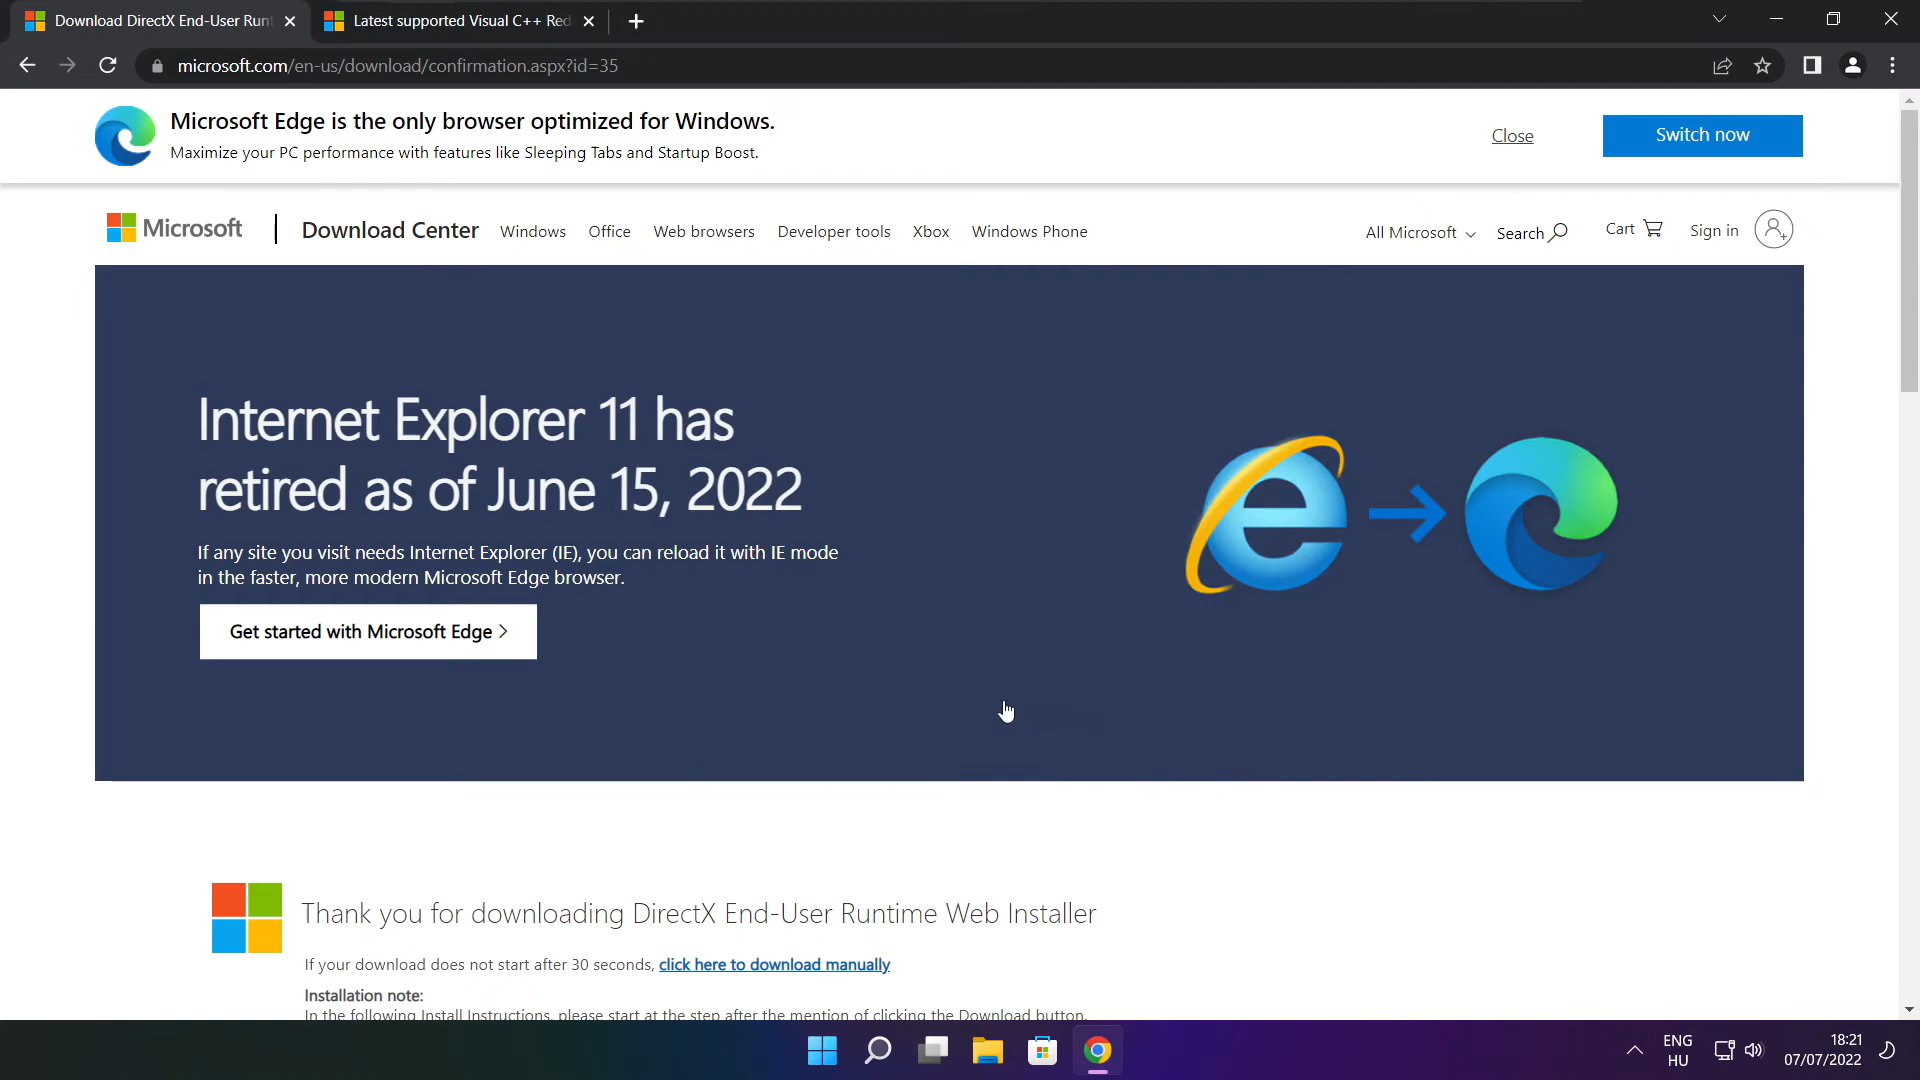 Download DirectX End-User Runt
Latest supported Visual C++ Red
microsoft.com/en-us/download/confirmation.aspx?id=35
Microsoft Edge is the only browser optimized for Windows.
Maximize your PC performance with features like Sleeping Tabs and Startup Boost.
Close
Switch now
Microsoft
Download Center
Windows
Office
Web browsers
Developer tools
Xbox
Windows Phone
All Microsoft
Search
Cart
Sign in
Internet Explorer 11 has
retired as of June 15, 2022
If any site you visit needs Internet Explorer (IE), you can reload it with IE mode
in the faster, more modern Microsoft Edge browser.
Get started with Microsoft Edge >
Thank you for downloading DirectX End-User Runtime Web Installer
If your download does not start after 30 seconds, click here to download manually
Installation note:
In the following Install Instructions, please start at the step after the mention of clicking the Download button.
ENG
HU
18:21
07/07/2022